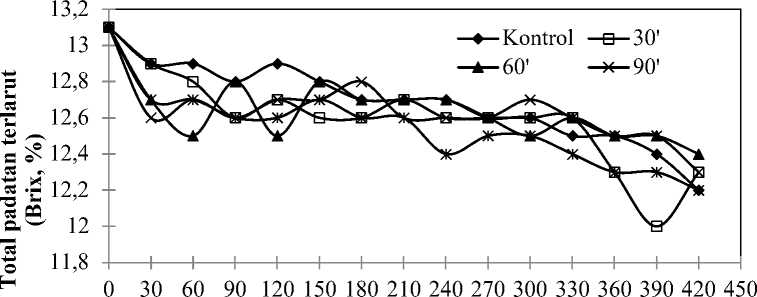 Total padatan terlarut
(Brix, %)
13,2
13
12,8
12,6
12,4
12,2
12
11,8
Kontrol
30'
60'
90'
0 30 60 90 120 150 180 210 240 270 300 330 360 390 420 450